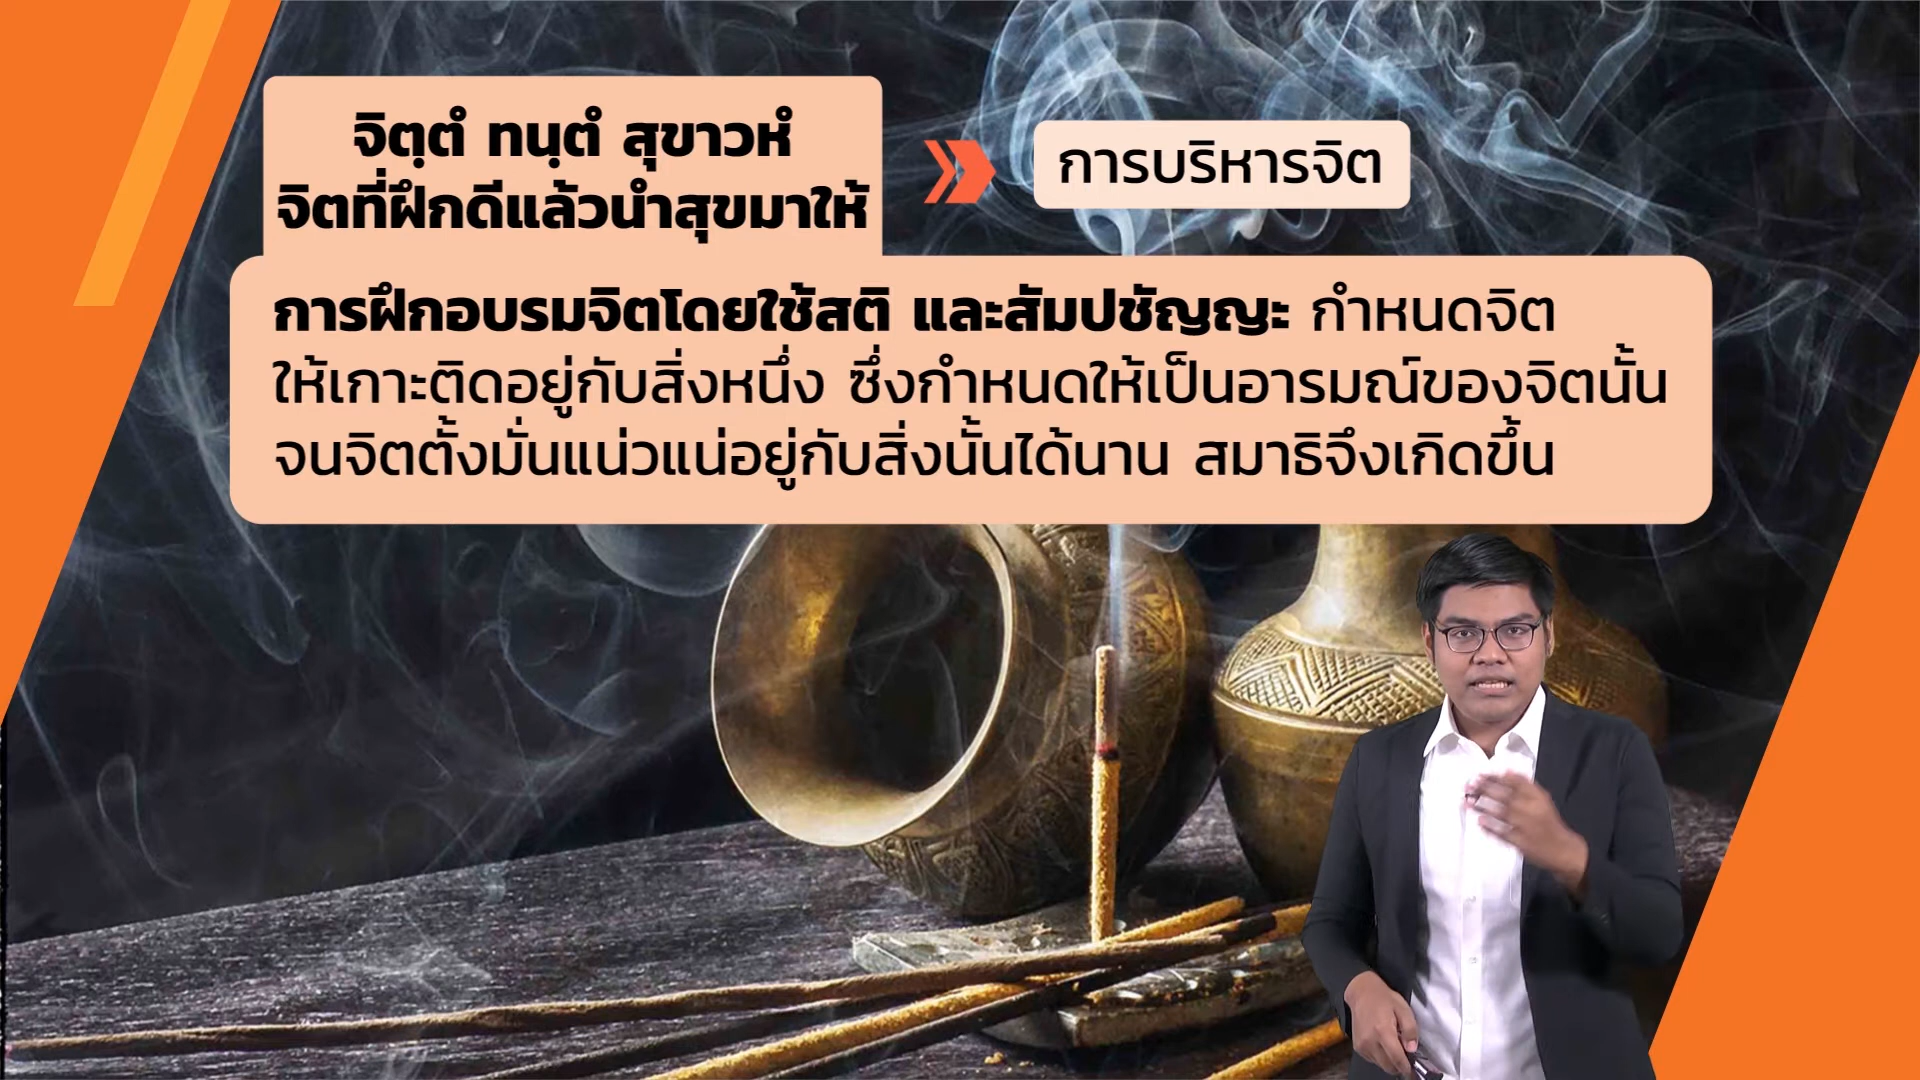 จิตฺตํ ทนฺตํ สุขาวหํ
จิตที่ฝึกดีแล้วนำสุขมาให้
การบริหารจิต
การฝึกอบรมจิตโดยใช้สติ และสัมปชัญญะ กำหนดจิต
ให้เกาะติดอยู่กับสิ่งหนึ่ง ซึ่งกำหนดให้เป็นอารมณ์ของจิตนั้น
จนจิตตั้งมั่นแน่วแน่อยู่กับสิ่งนั้นได้นาน สมาธิจึงเกิดขึ้น